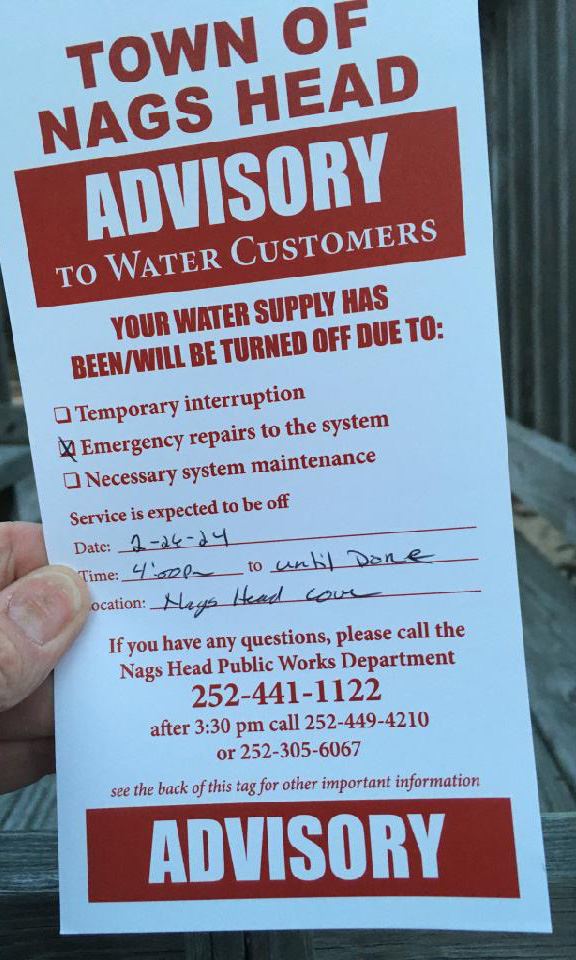 TOWN OF
NAGS HEAD
ADVISORY
TO WATER CUSTOMERS
YOUR WATER SUPPLY HAS
BEEN/WILL BE TURNED OFF DUE TO:
Temporary interruption
Emergency repairs to the system
Necessary system maintenance
Service is expected to be off
Date: 2-26-24
Time: 4:00pm to until Done
Location: Nags Head Cove
If you have any questions, please call the
Nags Head Public Works Department
252-441-1122
after 3:30 pm call 252-449-4210
or 252-305-6067
see the back of this tag for other important information
ADVISORY